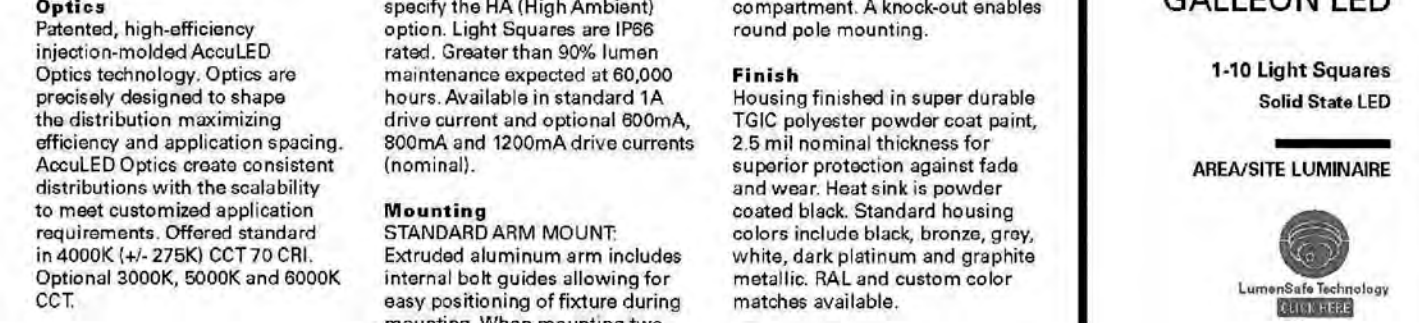 Optics
Patented, high-efficiency
injection-molded AccuLED
Optics technology. Optics are
precisely designed to shape
the distribution maximizing
efficiency and application spacing.
AccuLED Optics create consistent
distributions with the scalability
to meet customized application
requirements. Offered standard
in 4000K (+/- 275K) CCT 70 CRI.
Optional 3000K, 5000K and 6000K
CCT.
specify the HA (High Ambient)
option. Light Squares are IP66
rated. Greater than 90% lumen
maintenance expected at 60,000
hours. Available in standard 1A
drive current and optional 600mA,
800mA and 1200mA drive currents
(nominal).
Mounting
STANDARD ARM MOUNT:
Extruded aluminum arm includes
internal bolt guides allowing for
easy positioning of fixture during
mounting. When mounting two
compartment. A knock-out enables
round pole mounting.
Finish
Housing finished in super durable
TGIC polyester powder coat paint,
2.5 mil nominal thickness for
superior protection against fade
and wear. Heat sink is powder
coated black. Standard housing
colors include black, bronze, grey,
white, dark platinum and graphite
metallic. RAL and custom color
matches available.
GALLEON LED
1-10 Light Squares
Solid State LED
AREA/SITE LUMINAIRE
LumenSafe Technology
CLICK HERE